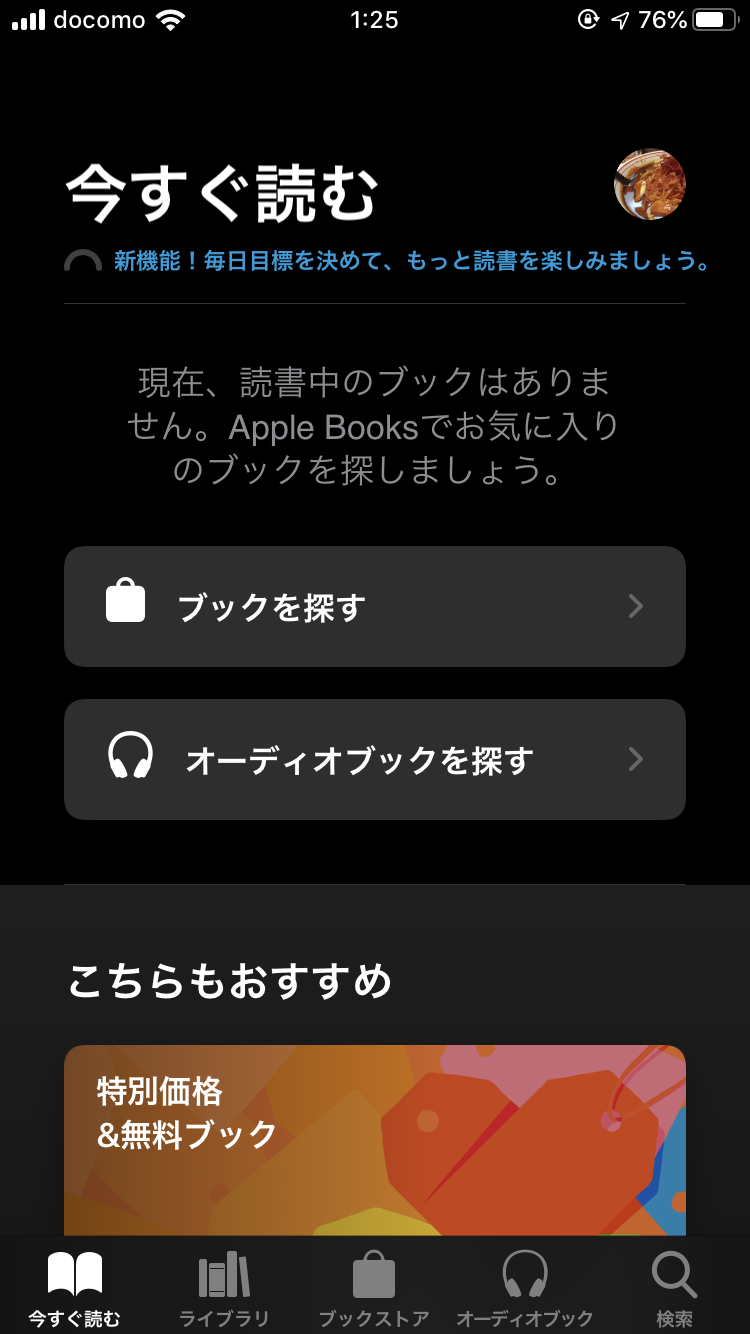 docomo 1:25 76%
今すぐ読む
新機能！毎日目標を決めて、もっと読書を楽しみましょう。
現在、読書中のブックはありま
せん。Apple Booksでお気に入り
のブックを探しましょう。
ブックを探す
オーディオブックを探す
こちらもおすすめ
特別価格
&無料ブック
今すぐ読む ライブラリ ブックストア オーディオブック 検索